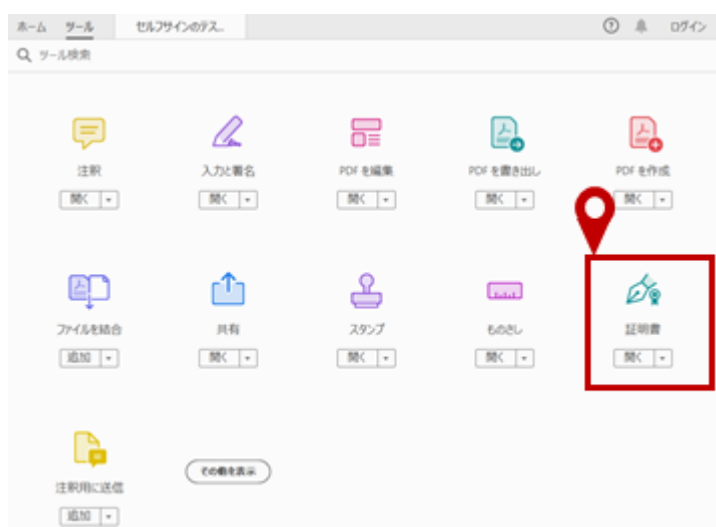 ホーム ツール セルフサインのテス...
ログイン
ツール検索
注釈 入力と署名 PDF を編集 PDF を書き出し PDF を作成
開く 開く 開く 開く 開く
ファイルを結合 共有 スタンプ ものさし 証明書
追加 開く 開く 開く 開く
注釈用に送信 その他を表示
追加